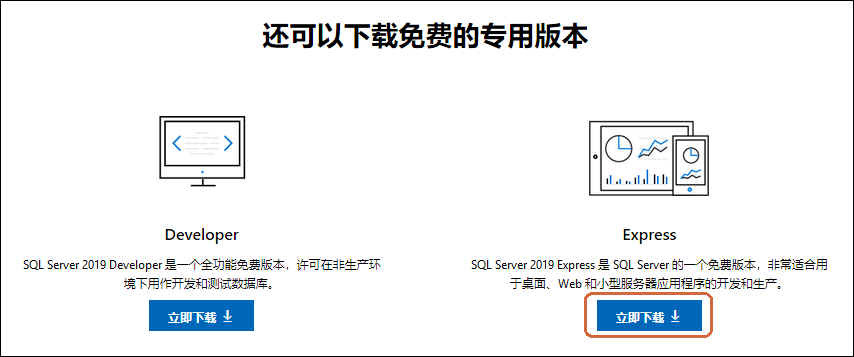 还可以下载免费的专用版本
Developer
SQL Server 2019 Developer 是一个全功能免费版本，许可在非生产环
境下用作开发和测试数据库。
立即下载
Express
SQL Server 2019 Express 是 SQL Server 的一个免费版本，非常适合用
于桌面、Web 和小型服务器应用程序的开发和生产。
立即下载